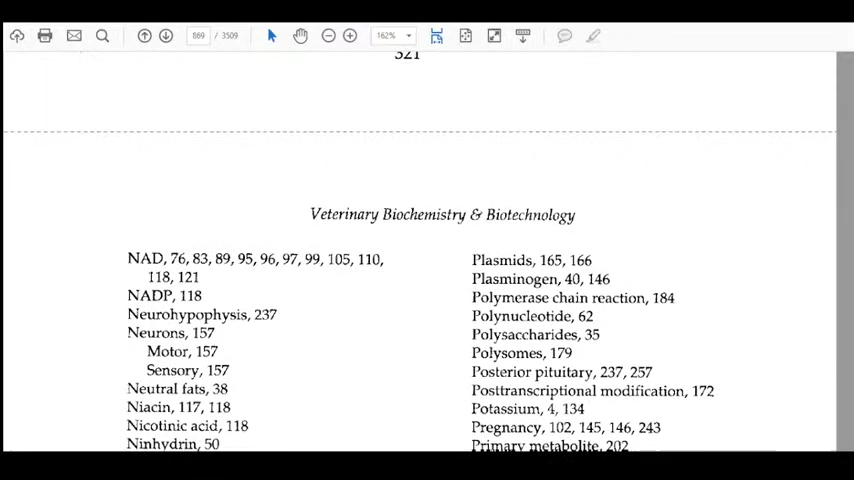 869 / 3509
162%
321
Veterinary Biochemistry & Biotechnology
NAD, 76, 83, 89, 95, 96, 97, 99, 105, 110,
118, 121
NADP, 118
Neurohypophysis, 237
Neurons, 157
Motor, 157
Sensory, 157
Neutral fats, 38
Niacin, 117, 118
Nicotinic acid, 118
Ninhydrin, 50
Plasmids, 165, 166
Plasminogen, 40, 146
Polymerase chain reaction, 184
Polynucleotide, 62
Polysaccharides, 35
Polysomes, 179
Posterior pituitary, 237, 257
Posttranscriptional modification, 172
Potassium, 4, 134
Pregnancy, 102, 145, 146, 243
Primary metabolite, 202